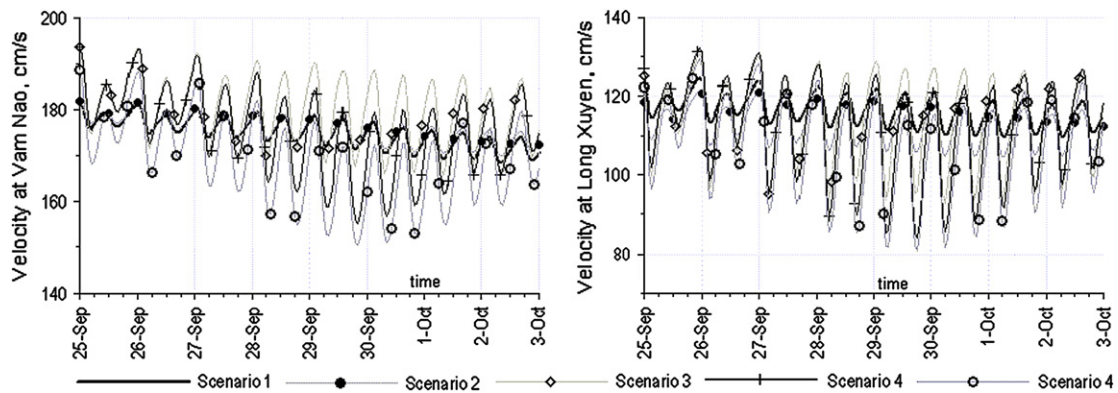 Velocity at Vam Nao, cm/s
200
180
160
140
time
25-Sep
26-Sep
27-Sep
28-Sep
29-Sep
30-Sep
1-Oct
2-Oct
3-Oct
Velocity at Long Xuyen, cm/s
140
120
100
80
time
25-Sep
26-Sep
27-Sep
28-Sep
29-Sep
30-Sep
1-Oct
2-Oct
3-Oct
Scenario 1
Scenario 2
Scenario 3
Scenario 4
Scenario 4